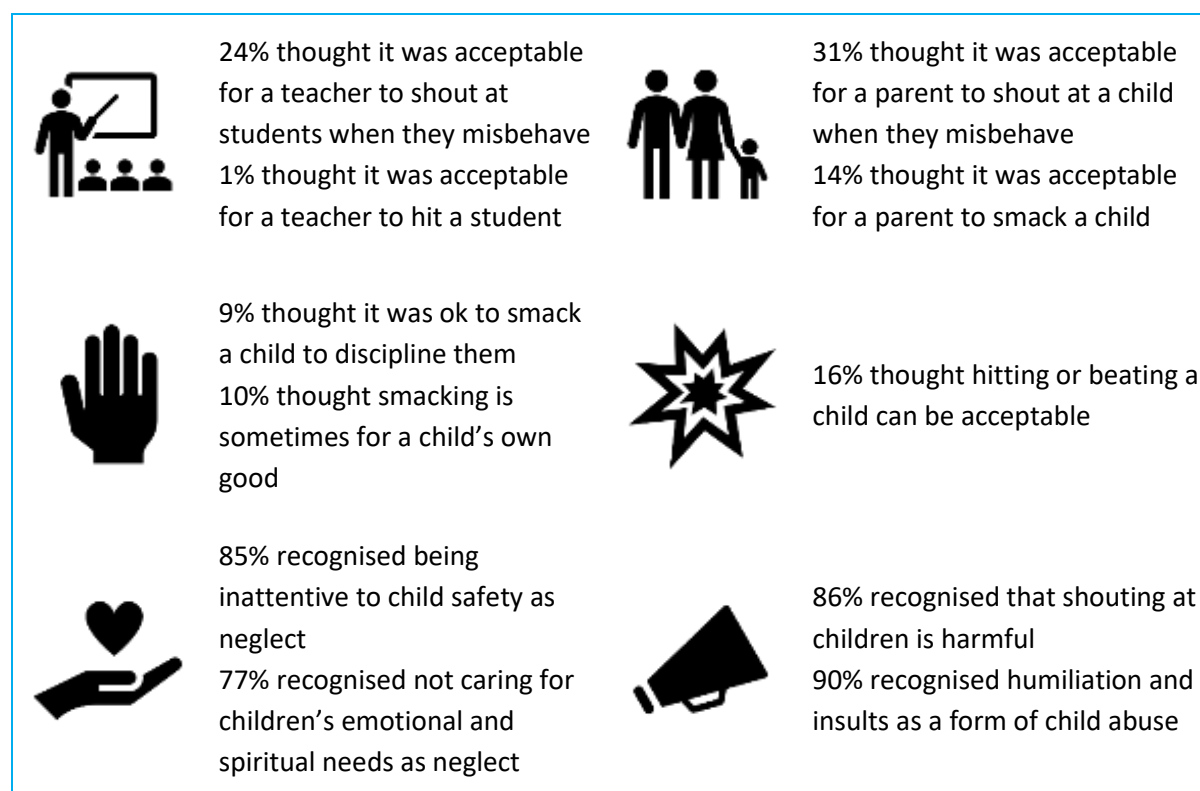 24% thought it was acceptable
for a teacher to shout at
students when they misbehave
1% thought it was acceptable
for a teacher to hit a student
31% thought it was acceptable
for a parent to shout at a child
when they misbehave
14% thought it was acceptable
for a parent to smack a child
9% thought it was ok to smack
a child to discipline them
10% thought smacking is
sometimes for a child’s own
good
16% thought hitting or beating a
child can be acceptable
85% recognised being
inattentive to child safety as
neglect
77% recognised not caring for
children’s emotional and
spiritual needs as neglect
86% recognised that shouting at
children is harmful
90% recognised humiliation and
insults as a form of child abuse